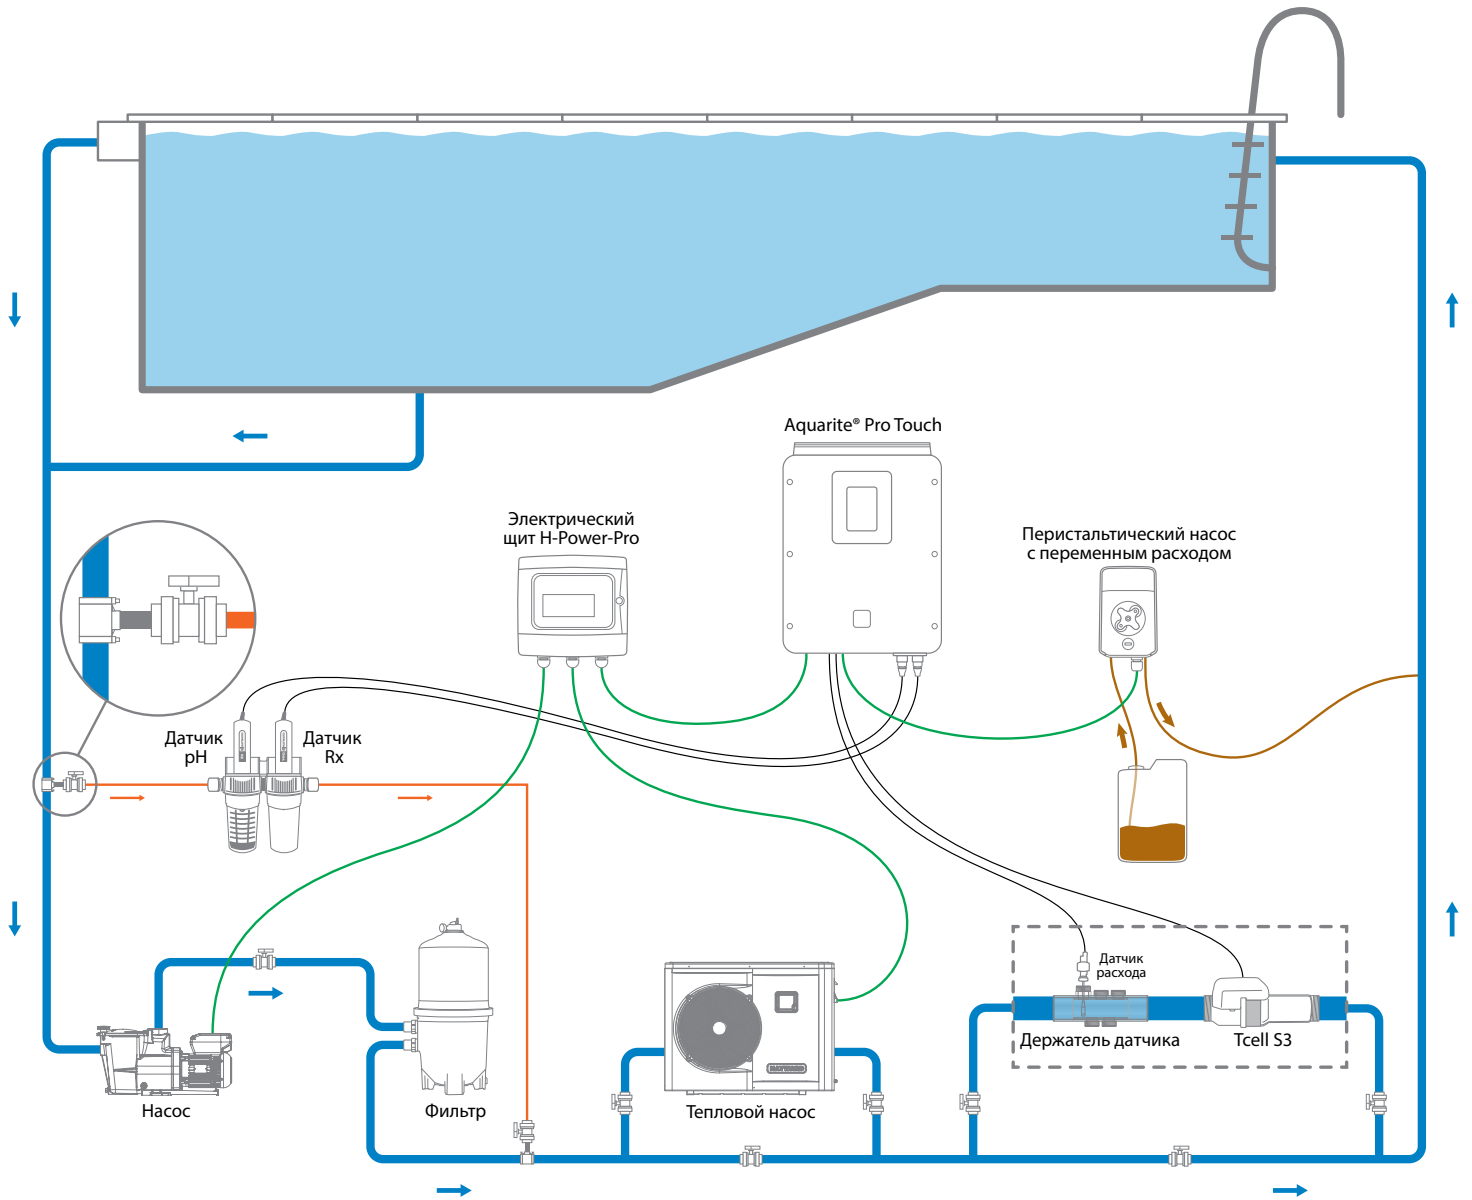 Aquarite® Pro Touch
Электрический
щит H-Power-Pro
Перистальтический насос
с переменным расходом
Датчик
pH
Датчик
Rx
Датчик
расхода
Держатель датчика
Tcell S3
Насос
Фильтр
Тепловой насос
HAYWARD